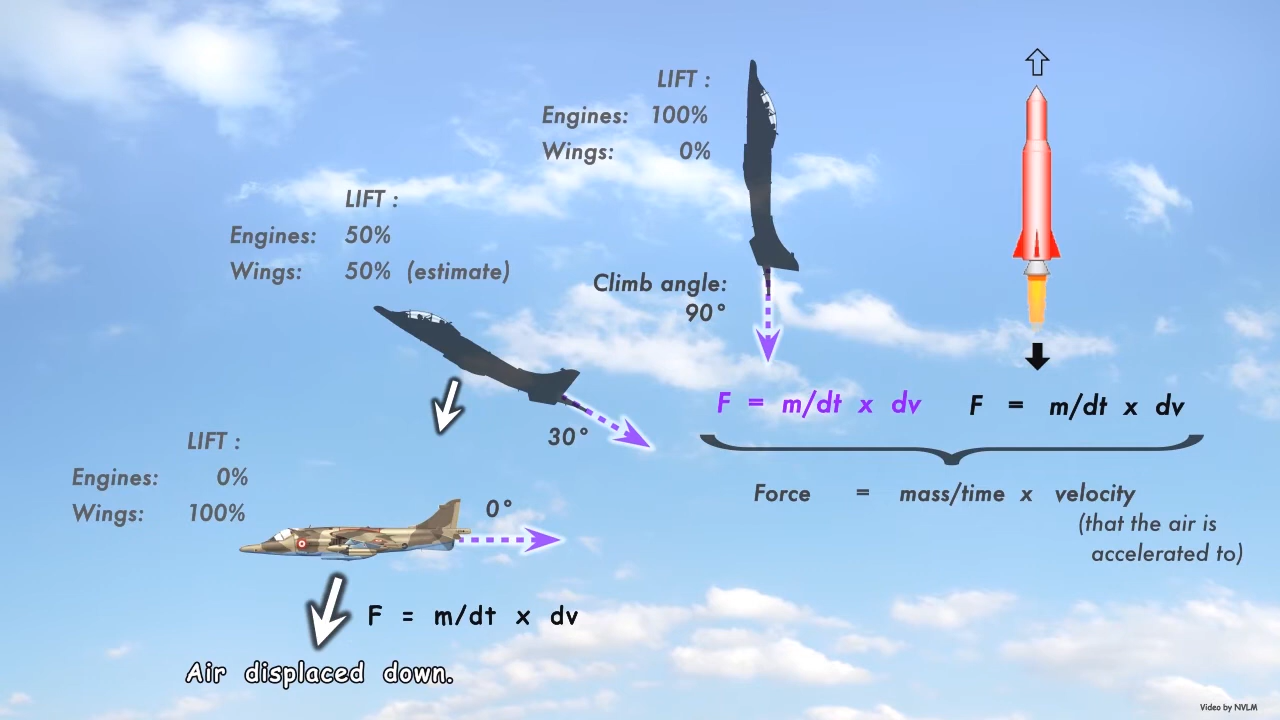 LIFT :
Engines: 100%
Wings: 0%
LIFT :
Engines: 50%
Wings: 50% (estimate)
Climb angle:
90°
30°
F = m/dt x dv
F = m/dt x dv
LIFT :
Engines: 0%
Wings: 100%
0°
Force = mass/time x velocity
(that the air is
accelerated to)
F = m/dt x dv
Air displaced down.
Video by NVLM